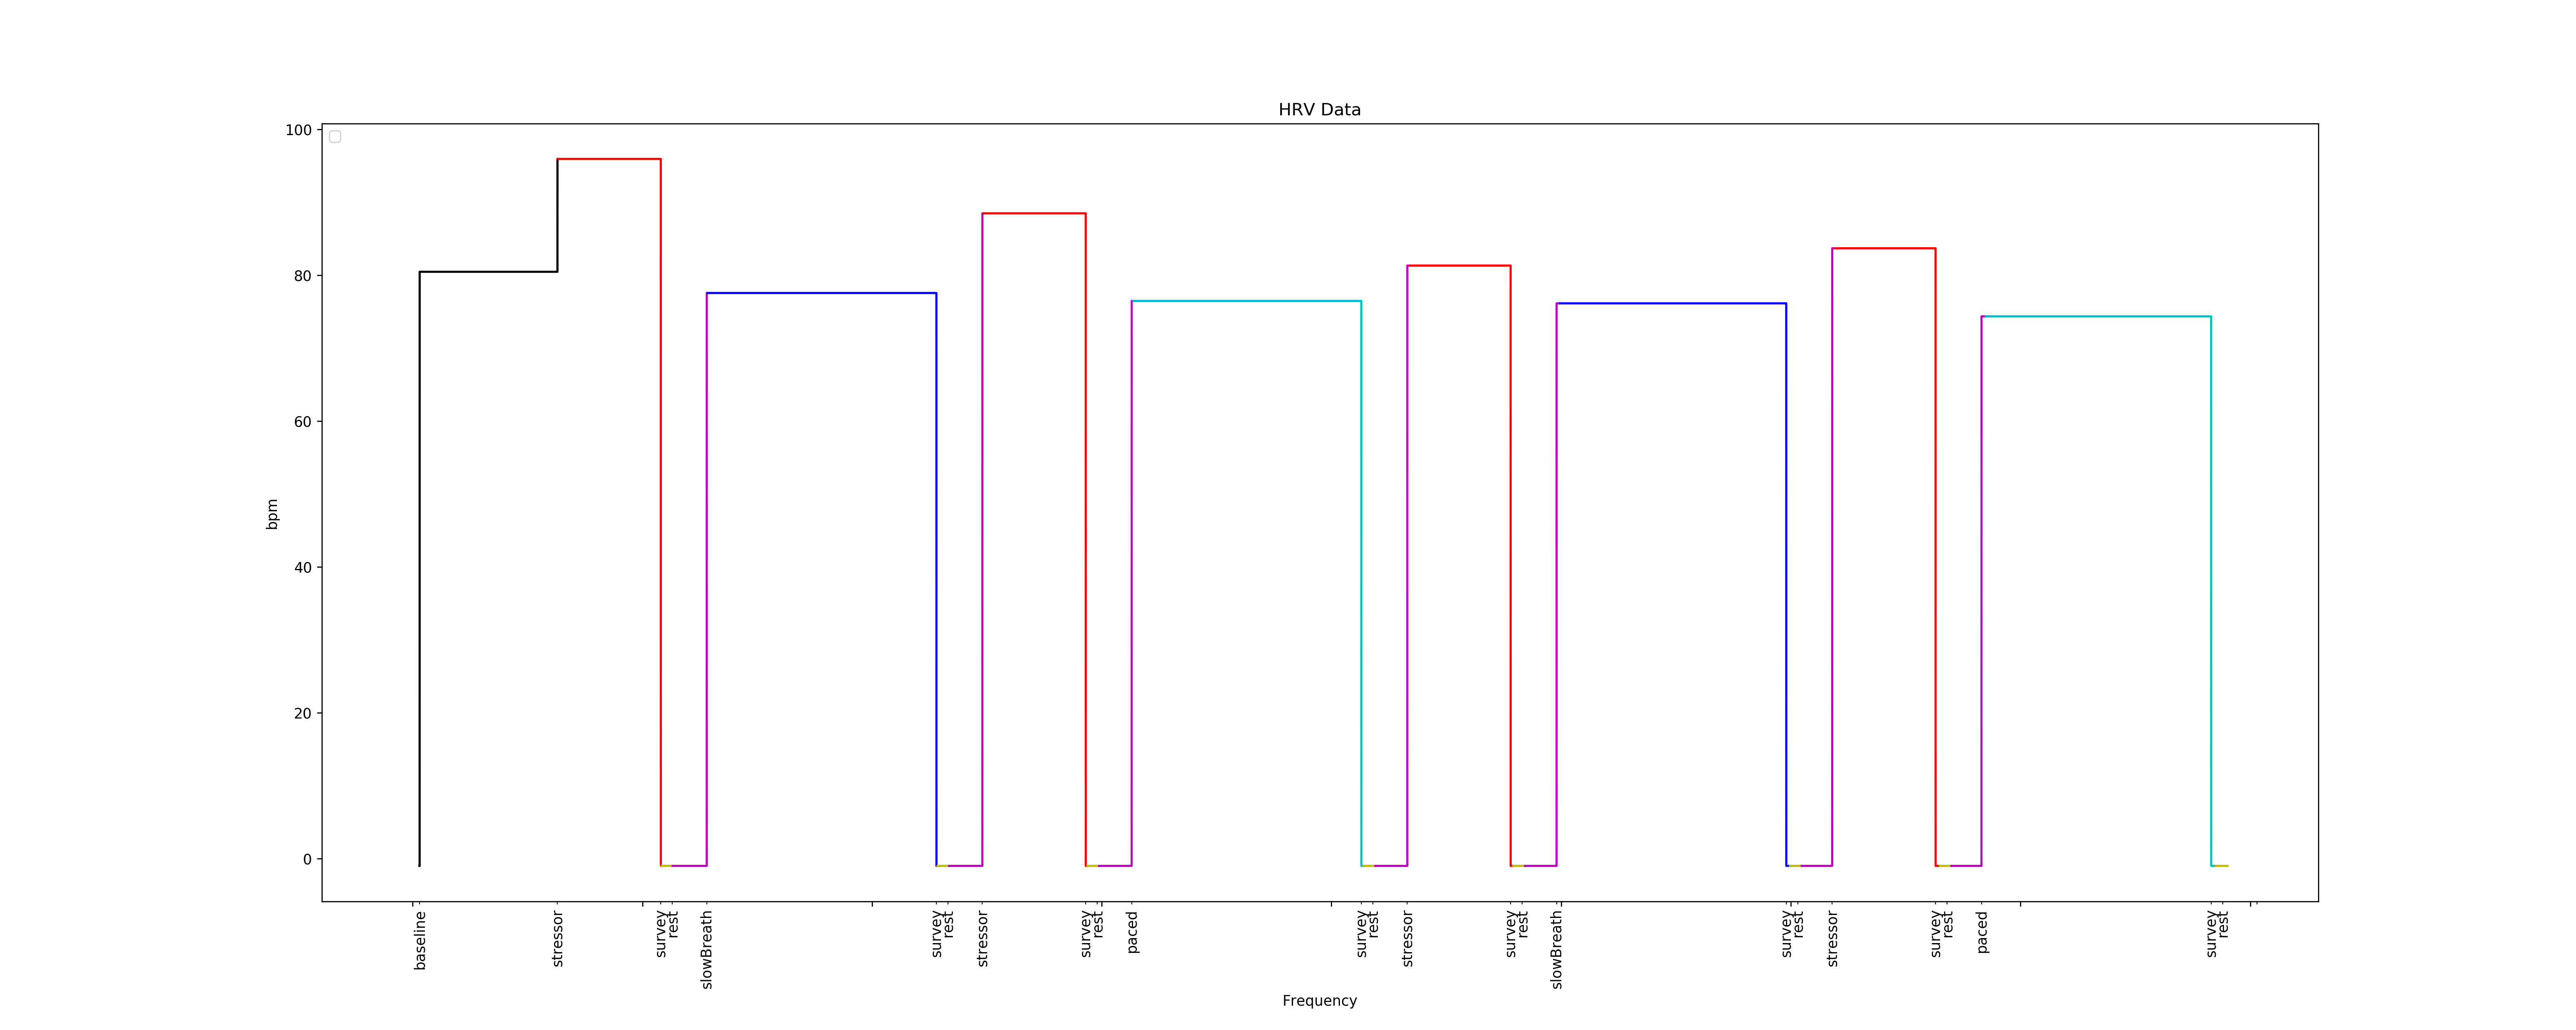 HRV Data
100
80
60
40
20
0
bpm
baseline
stressor
survey
rest
slowBreath
survey
rest
stressor
survey
rest
paced
survey
rest
stressor
survey
rest
slowBreath
survey
rest
stressor
survey
rest
paced
survey
rest
Frequency